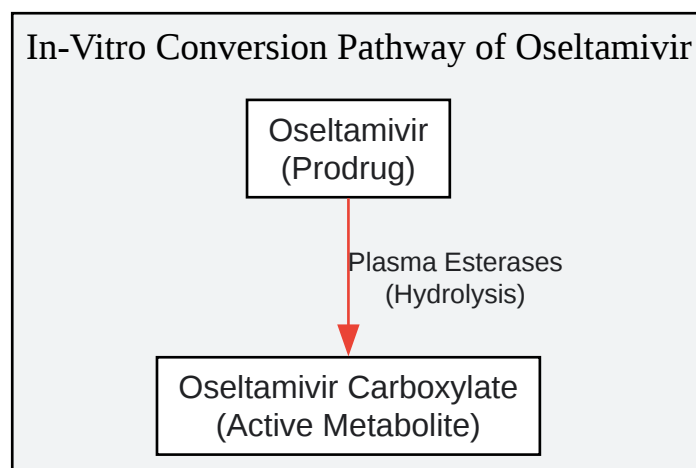 In-Vitro Conversion Pathway of Oseltamivir
Oseltamivir
(Prodrug)
Plasma Esterases
(Hydrolysis)
Oseltamivir Carboxylate
(Active Metabolite)